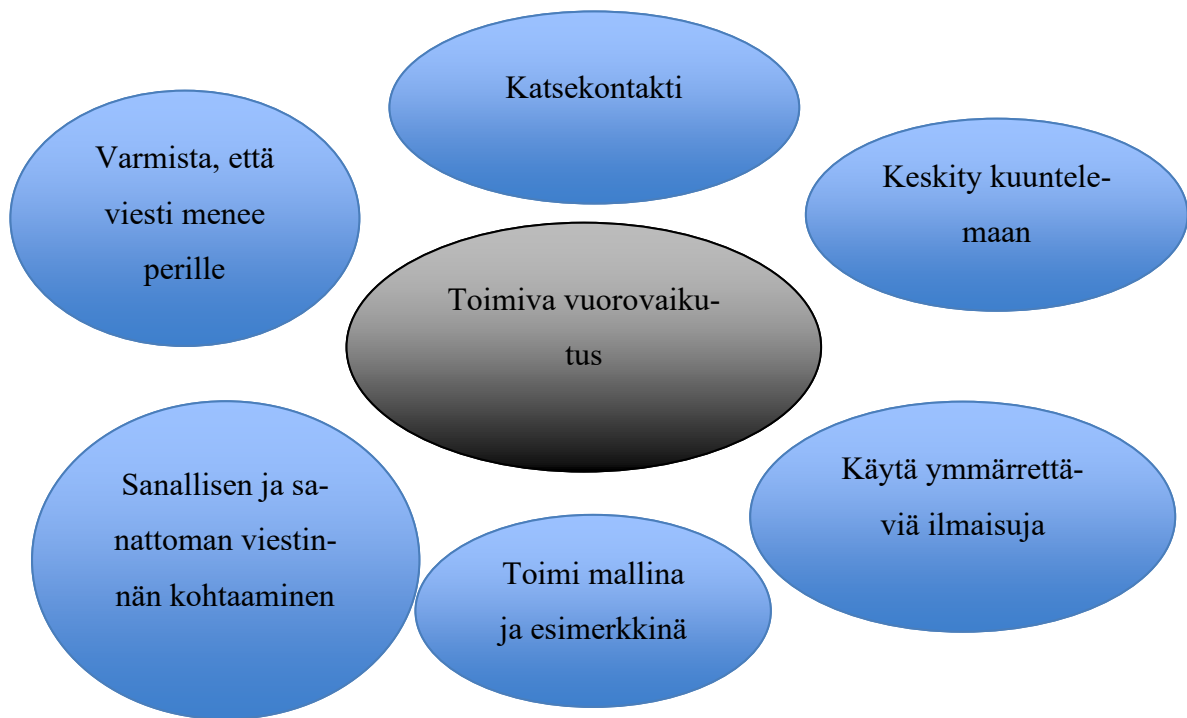 Katsekontakti
Varmista, että
viesti menee
perille
Keskity kuuntele-
maan
Toimiva vuorovaiku-
tus
Sanallisen ja sa-
nattoman viestin-
nän kohtaaminen
Käytä ymmärrettä-
viä ilmaisuja
Toimi mallina
ja esimerkkinä